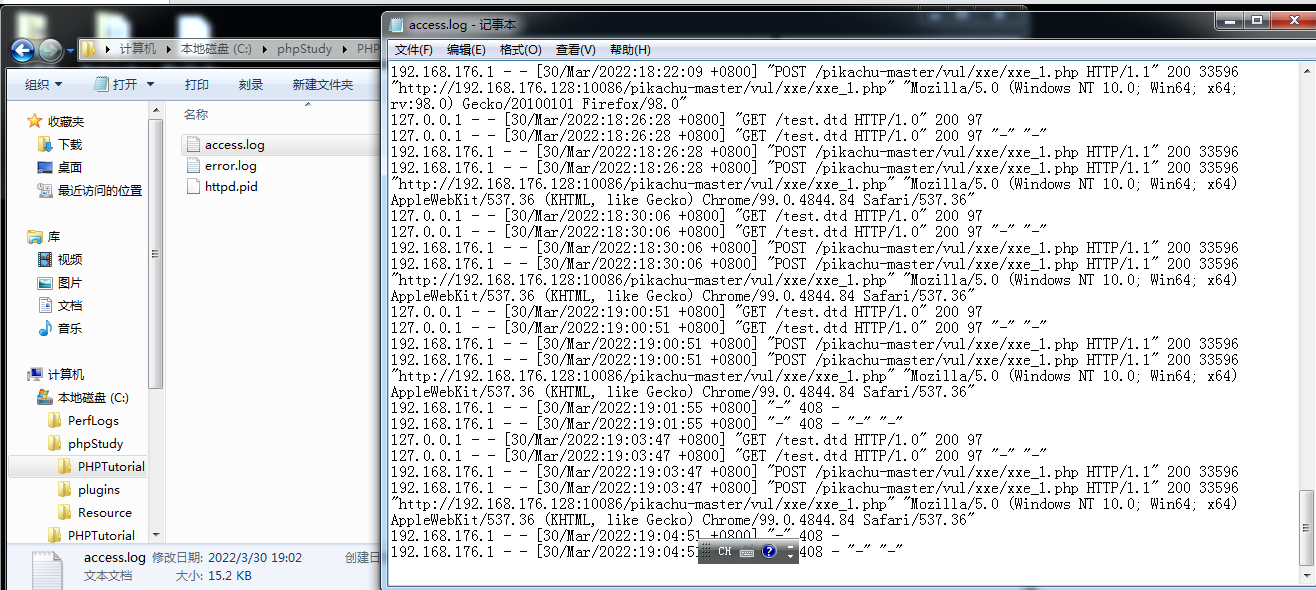 access.log - 记事本
计算机 ▸ 本地磁盘 (C:) ▸ phpStudy ▸ PHP
组织 打开 打印 刻录 新建文件夹
文件(F) 编辑(E) 格式(O) 查看(V) 帮助(H)
收藏夹
下载
桌面
最近访问的位置
库
视频
图片
文档
音乐
计算机
本地磁盘 (C:)
PerfLogs
phpStudy
PHPTutorial
plugins
Resource
PHPTutorial
名称
access.log
error.log
httpd.pid
access.log 修改日期: 2022/3/30 19:02 创建日
文本文档 大小: 15.2 KB
192.168.176.1 - - [30/Mar/2022:18:22:09 +0800] "POST /pikachu-master/vul/xxe/xxe_1.php HTTP/1.1" 200 33596
"http://192.168.176.128:10086/pikachu-master/vul/xxe/xxe_1.php" "Mozilla/5.0 (Windows NT 10.0; Win64; x64;
rv:98.0) Gecko/20100101 Firefox/98.0"
127.0.0.1 - - [30/Mar/2022:18:26:28 +0800] "GET /test.dtd HTTP/1.0" 200 97
127.0.0.1 - - [30/Mar/2022:18:26:28 +0800] "GET /test.dtd HTTP/1.0" 200 97 "-" "-"
192.168.176.1 - - [30/Mar/2022:18:26:28 +0800] "POST /pikachu-master/vul/xxe/xxe_1.php HTTP/1.1" 200 33596
192.168.176.1 - - [30/Mar/2022:18:26:28 +0800] "POST /pikachu-master/vul/xxe/xxe_1.php HTTP/1.1" 200 33596
"http://192.168.176.128:10086/pikachu-master/vul/xxe/xxe_1.php" "Mozilla/5.0 (Windows NT 10.0; Win64; x64)
AppleWebKit/537.36 (KHTML, like Gecko) Chrome/99.0.4844.84 Safari/537.36"
127.0.0.1 - - [30/Mar/2022:18:30:06 +0800] "GET /test.dtd HTTP/1.0" 200 97
127.0.0.1 - - [30/Mar/2022:18:30:06 +0800] "GET /test.dtd HTTP/1.0" 200 97 "-" "-"
192.168.176.1 - - [30/Mar/2022:18:30:06 +0800] "POST /pikachu-master/vul/xxe/xxe_1.php HTTP/1.1" 200 33596
192.168.176.1 - - [30/Mar/2022:18:30:06 +0800] "POST /pikachu-master/vul/xxe/xxe_1.php HTTP/1.1" 200 33596
"http://192.168.176.128:10086/pikachu-master/vul/xxe/xxe_1.php" "Mozilla/5.0 (Windows NT 10.0; Win64; x64)
AppleWebKit/537.36 (KHTML, like Gecko) Chrome/99.0.4844.84 Safari/537.36"
127.0.0.1 - - [30/Mar/2022:19:00:51 +0800] "GET /test.dtd HTTP/1.0" 200 97
127.0.0.1 - - [30/Mar/2022:19:00:51 +0800] "GET /test.dtd HTTP/1.0" 200 97 "-" "-"
192.168.176.1 - - [30/Mar/2022:19:00:51 +0800] "POST /pikachu-master/vul/xxe/xxe_1.php HTTP/1.1" 200 33596
192.168.176.1 - - [30/Mar/2022:19:00:51 +0800] "POST /pikachu-master/vul/xxe/xxe_1.php HTTP/1.1" 200 33596
"http://192.168.176.128:10086/pikachu-master/vul/xxe/xxe_1.php" "Mozilla/5.0 (Windows NT 10.0; Win64; x64)
AppleWebKit/537.36 (KHTML, like Gecko) Chrome/99.0.4844.84 Safari/537.36"
192.168.176.1 - - [30/Mar/2022:19:01:55 +0800] "-" 408 -
192.168.176.1 - - [30/Mar/2022:19:01:55 +0800] "-" 408 - "-" "-"
127.0.0.1 - - [30/Mar/2022:19:03:47 +0800] "GET /test.dtd HTTP/1.0" 200 97
127.0.0.1 - - [30/Mar/2022:19:03:47 +0800] "GET /test.dtd HTTP/1.0" 200 97 "-" "-"
192.168.176.1 - - [30/Mar/2022:19:03:47 +0800] "POST /pikachu-master/vul/xxe/xxe_1.php HTTP/1.1" 200 33596
192.168.176.1 - - [30/Mar/2022:19:03:47 +0800] "POST /pikachu-master/vul/xxe/xxe_1.php HTTP/1.1" 200 33596
"http://192.168.176.128:10086/pikachu-master/vul/xxe/xxe_1.php" "Mozilla/5.0 (Windows NT 10.0; Win64; x64)
AppleWebKit/537.36 (KHTML, like Gecko) Chrome/99.0.4844.84 Safari/537.36"
192.168.176.1 - - [30/Mar/2022:19:04:51 +0800] "-" 408 -
192.168.176.1 - - [30/Mar/2022:19:04:51 408 - "-" "-"
CH